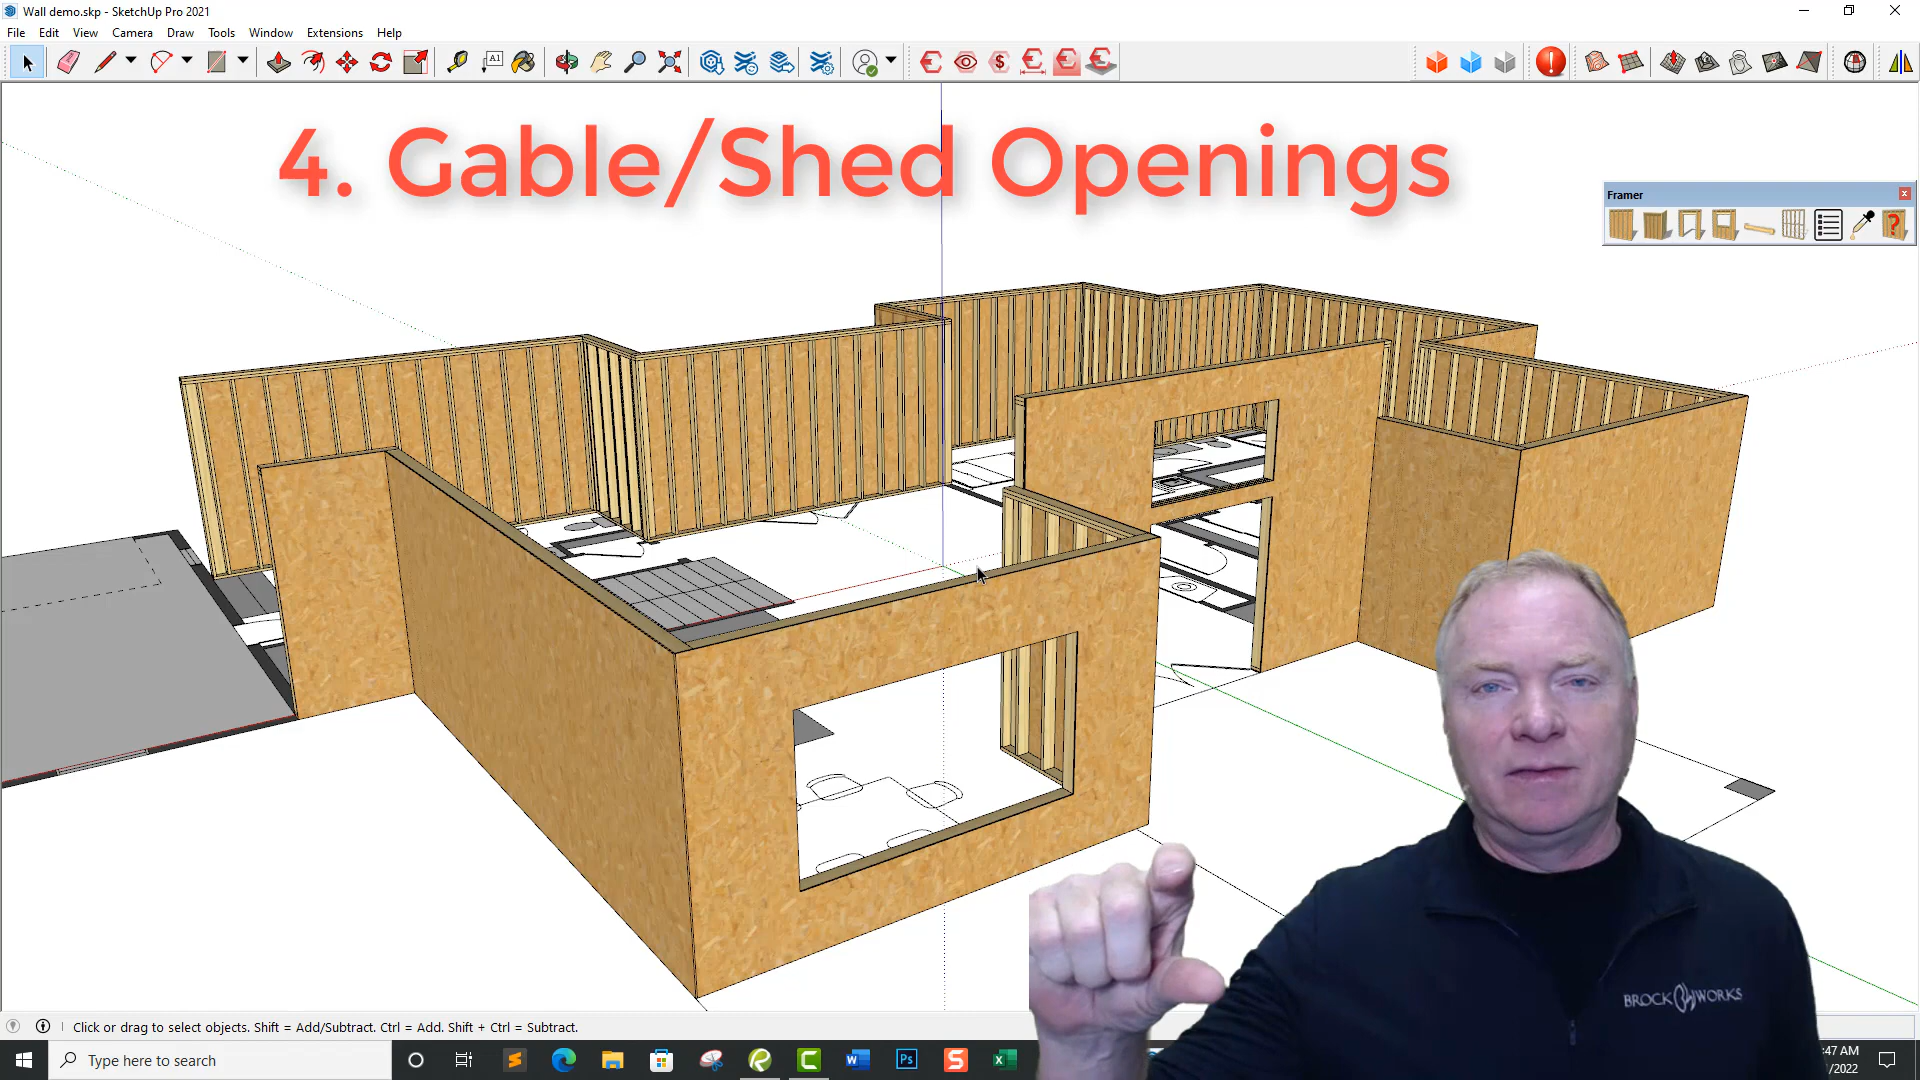 Wall demo.skp - SketchUp Pro 2021
File Edit View Camera Draw Tools Window Extensions Help
A1
4. Gable/Shed Openings
Framer
BROCK WORKS
Click or drag to select objects. Shift = Add/Subtract. Ctrl = Add. Shift + Ctrl = Subtract.
Type here to search
:47 AM
/2022